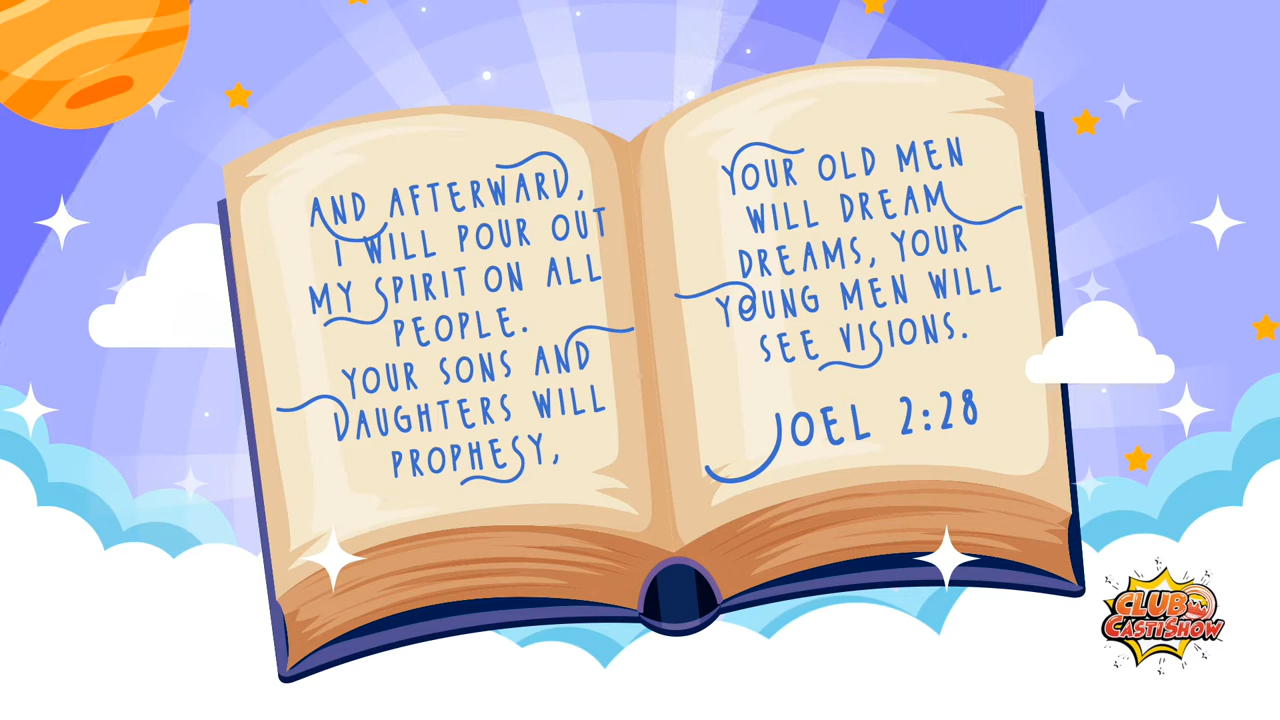 AND AFTERWARD,
I WILL POUR OUT
MY SPIRIT ON ALL
PEOPLE.
YOUR SONS AND
DAUGHTERS WILL
PROPHESY,
YOUR OLD MEN
WILL DREAM
DREAMS, YOUR
YOUNG MEN WILL
SEE VISIONS.
JOEL 2:28
CLUB
CASTISHOW